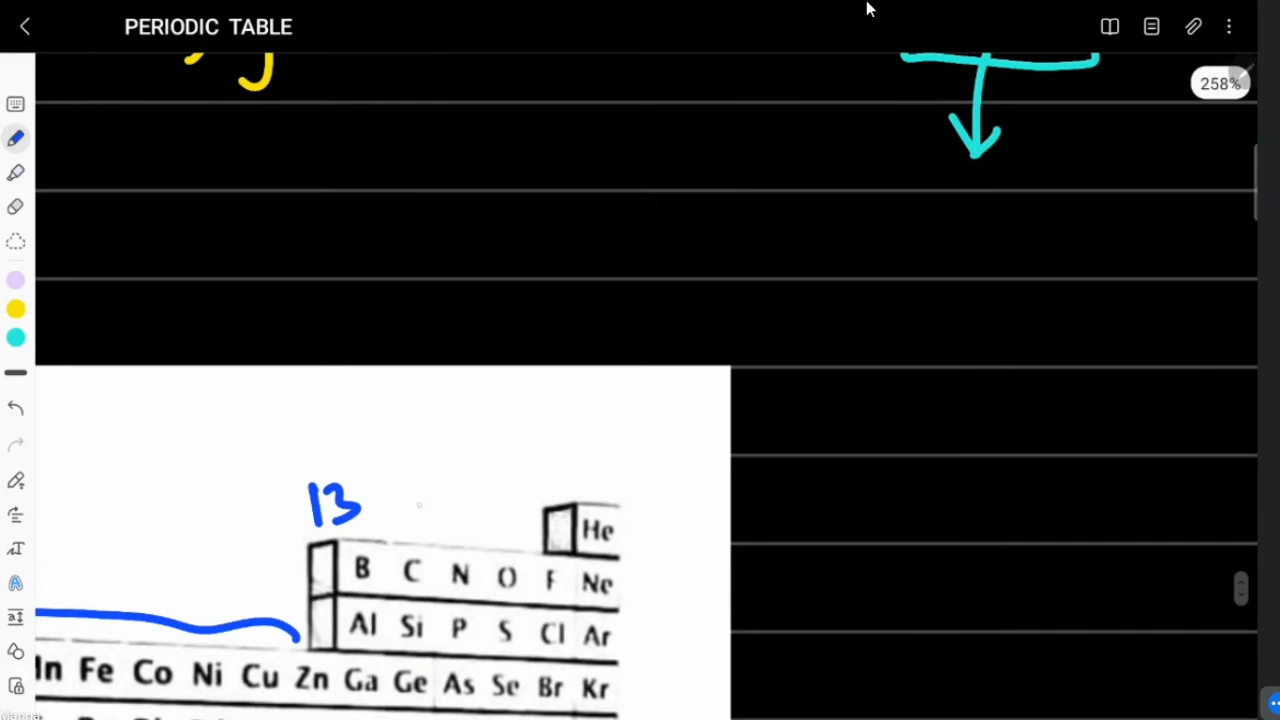 PERIODIC TABLE
258%
13
He
B C N O F Ne
Al Si P S Cl Ar
Fe Co Ni Cu Zn Ga Ge As Se Br Kr